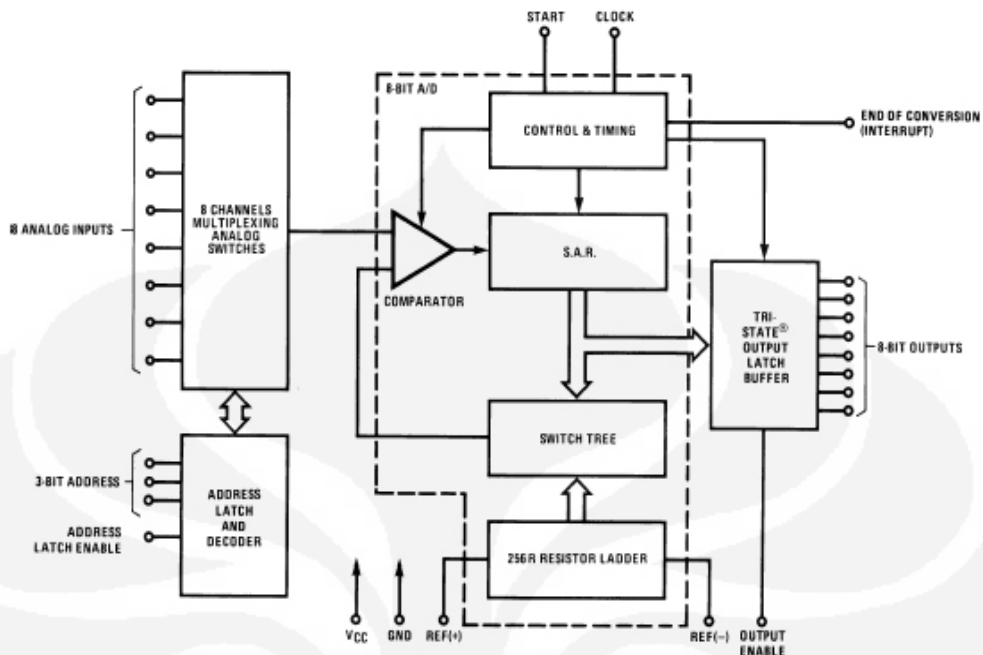 START
CLOCK
8-BIT A/D
CONTROL & TIMING
END OF CONVERSION
(INTERRUPT)
8 ANALOG INPUTS
8 CHANNELS
MULTIPLEXING
ANALOG
SWITCHES
COMPARATOR
S.A.R.
TRI-
STATE®
OUTPUT
LATCH
BUFFER
8-BIT OUTPUTS
SWITCH TREE
3-BIT ADDRESS
ADDRESS
LATCH ENABLE
ADDRESS
LATCH
AND
DECODER
256R RESISTOR LADDER
VCC
GND
REF(+)
REF(−)
OUTPUT
ENABLE